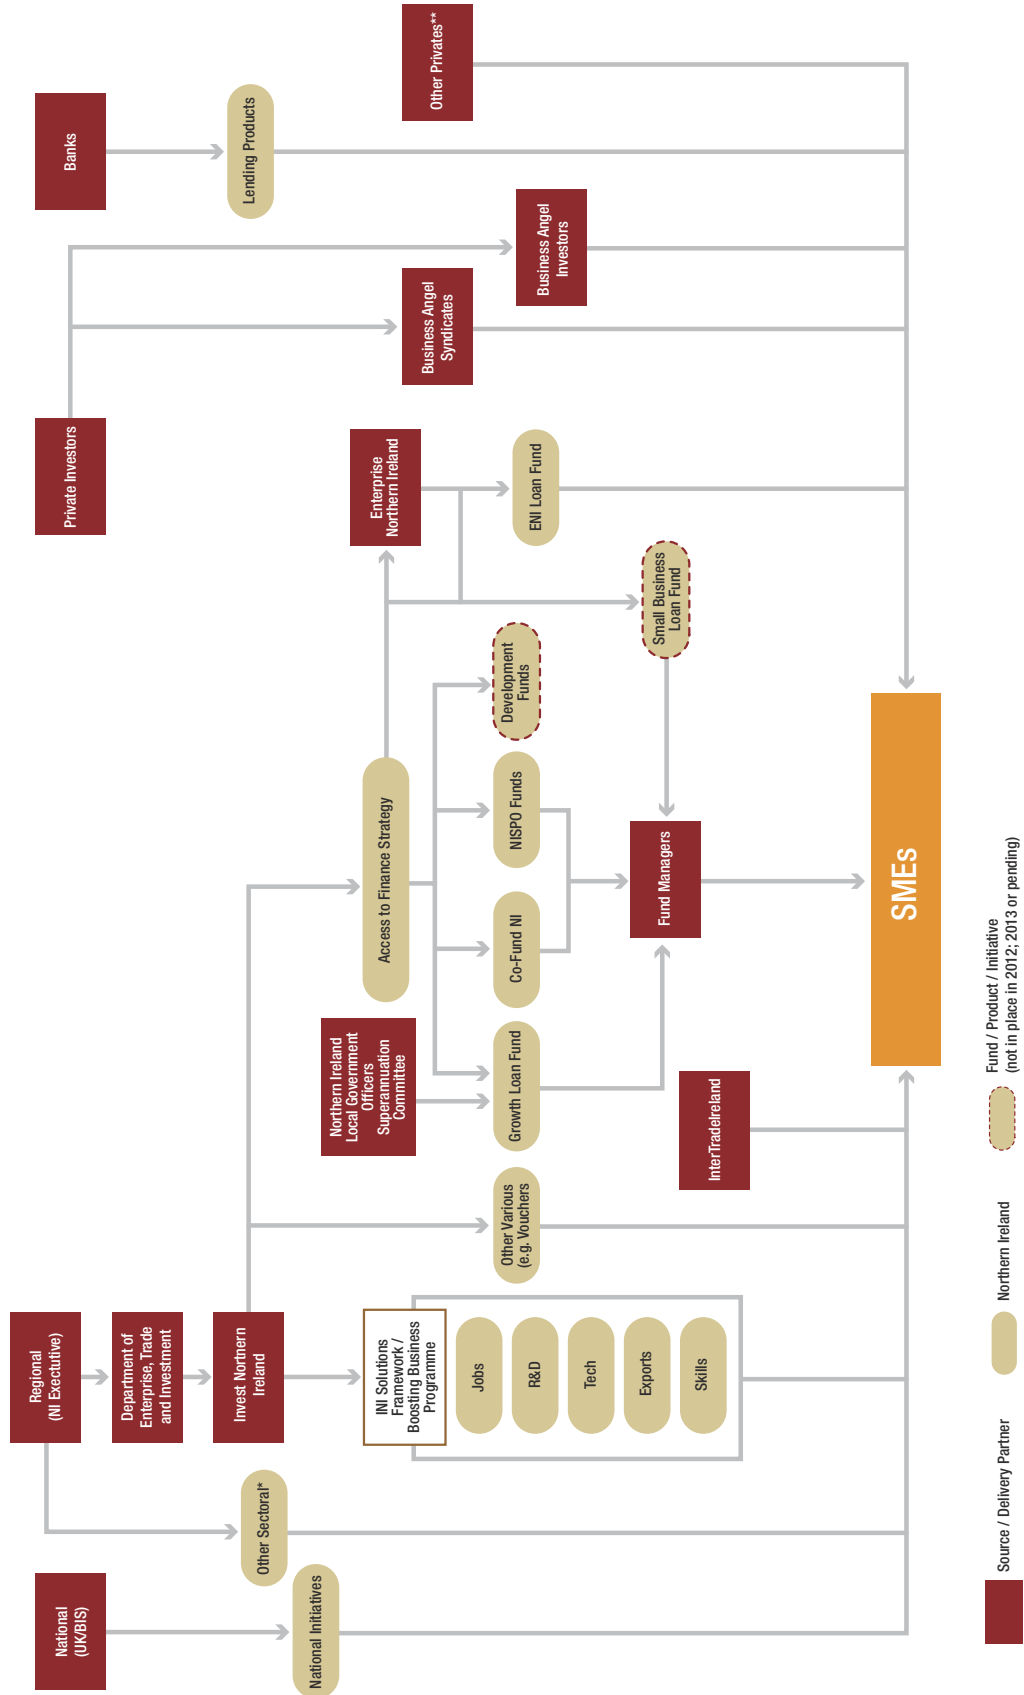 National
(UK/BIS)
Regional
(NI Exectutive)
Department of
Enterprise, Trade
and Investment
Invest Nortnern
Ireland
Private Investors
Banks
Other Sectoral*
National Initiatives
INI Solutions
Framework /
Boosting Business
Programme
Jobs
R&D
Tech
Exports
Skills
Other Various
(e.g. Vouchers
Northern Ireland
Local Government
Officers
Superannuation
Committee
Access to Finance Strategy
Growth Loan Fund
Co-Fund NI
NISPO Funds
Development
Funds
Enterprise
Northern Ireland
ENI Loan Fund
Small Business
Loan Fund
Business Angel
Syndicates
Business Angel
Investors
Lending Products
Other Privates**
InterTradeIreland
Fund Managers
SMEs
Source / Delivery Partner
Northern Ireland
Fund / Product / Initiative
(not in place in 2012; 2013 or pending)